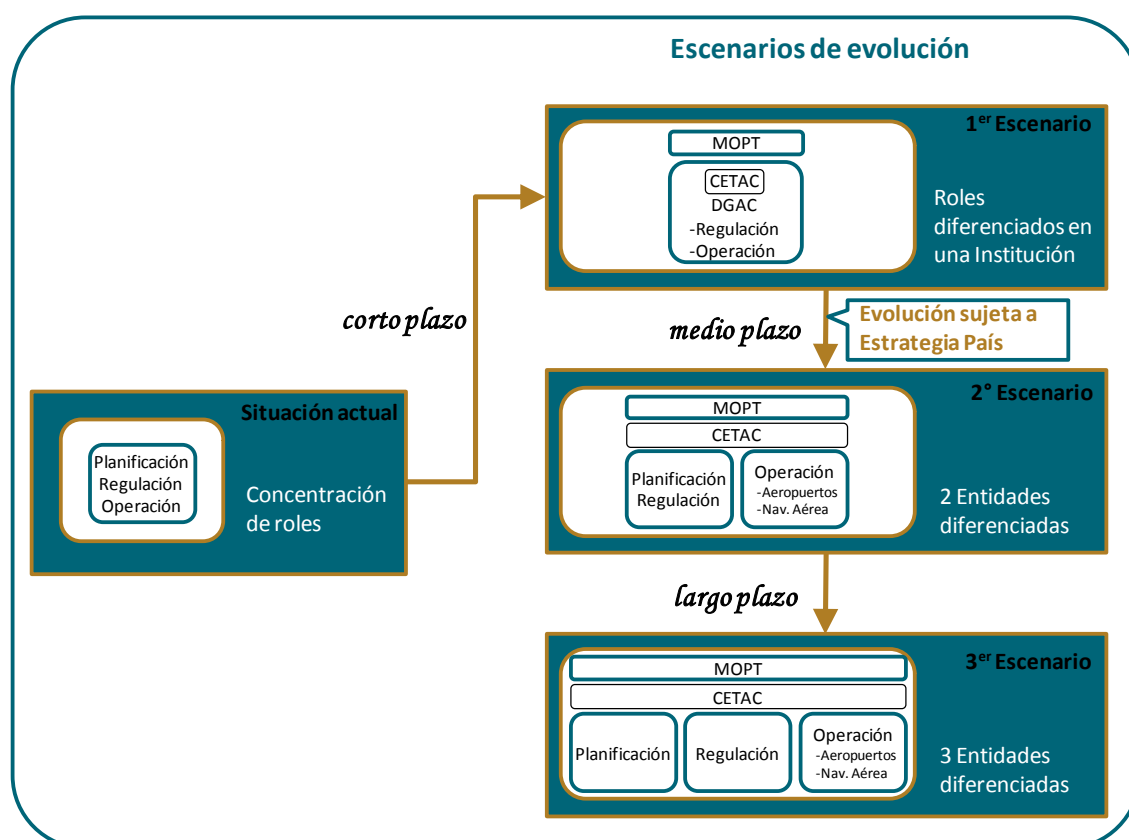 Escenarios de evolución
1er Escenario
MOPT
CETAC
DGAC
-Regulación
-Operación
Roles
diferenciados en
una Institución
corto plazo
medio plazo
Evolución sujeta a
Estrategia País
Situación actual
Planificación
Regulación
Operación
Concentración
de roles
2° Escenario
MOPT
CETAC
Planificación
Regulación
Operación
-Aeropuertos
-Nav. Aérea
2 Entidades
diferenciadas
largo plazo
3er Escenario
MOPT
CETAC
Planificación
Regulación
Operación
-Aeropuertos
-Nav. Aérea
3 Entidades
diferenciadas